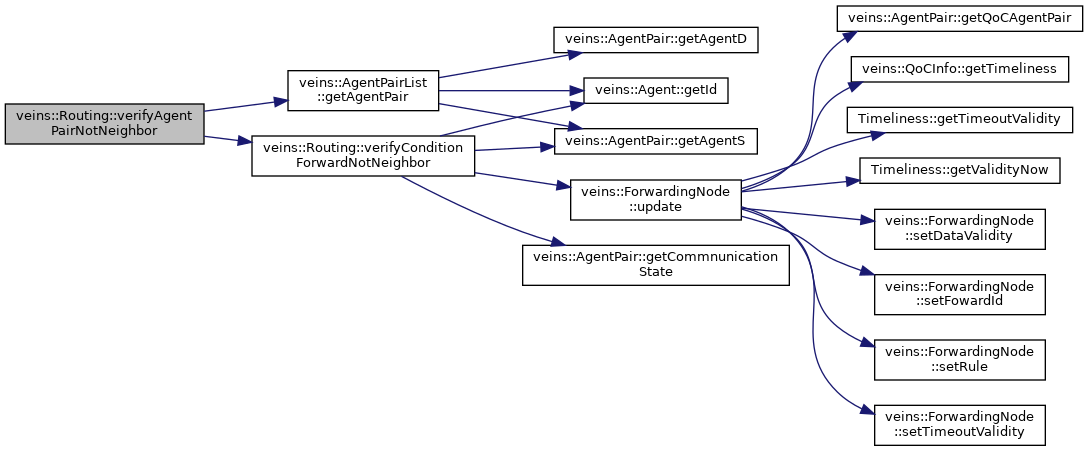 veins::Routing::verifyAgent
PairNotNeighbor
veins::AgentPairList
::getAgentPair
veins::Routing::verifyCondition
ForwardNotNeighbor
veins::AgentPair::getAgentD
veins::Agent::getId
veins::AgentPair::getAgentS
veins::ForwardingNode
::update
veins::AgentPair::getCommnunication
State
veins::AgentPair::getQoCAgentPair
veins::QoCInfo::getTimeliness
Timeliness::getTimeoutValidity
Timeliness::getValidityNow
veins::ForwardingNode
::setDataValidity
veins::ForwardingNode
::setFowardId
veins::ForwardingNode
::setRule
veins::ForwardingNode
::setTimeoutValidity